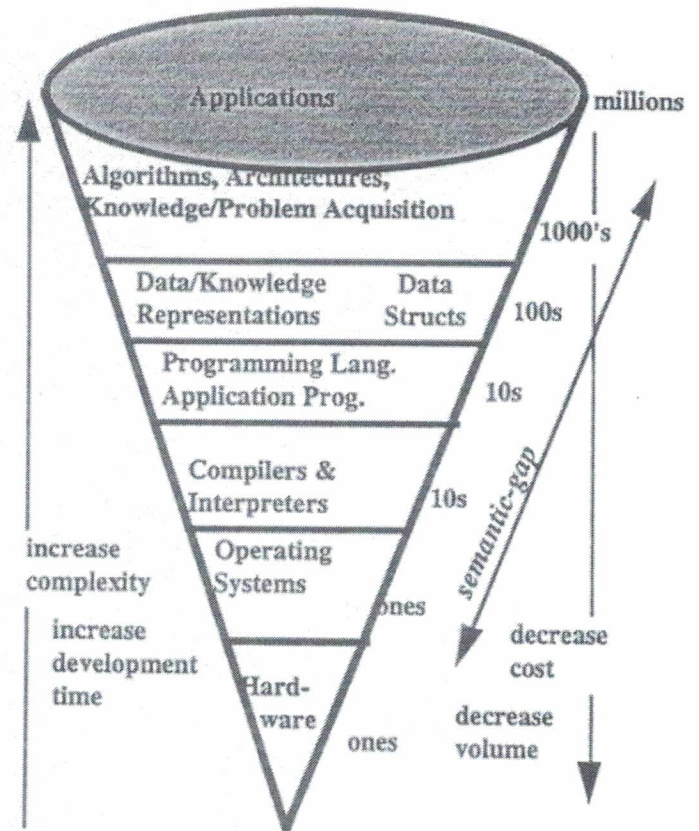 Applications
millions
Algorithms, Architectures,
Knowledge/Problem Acquisition
1000's
Data/Knowledge Data
Representations Structs
100s
Programming Lang.
Application Prog.
10s
Compilers &
Interpreters
10s
semantic-gap
increase
complexity
Operating
Systems
ones
increase
development
time
decrease
cost
Hard-
ware
ones
decrease
volume